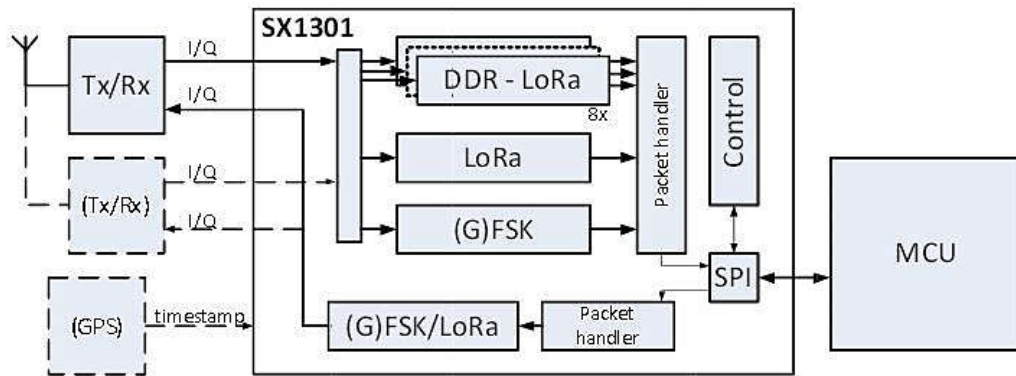 SX1301
Tx/Rx
I/Q
I/Q
DDR - LoRa
8x
LoRa
(G)FSK
Packet handler
Control
(Tx/Rx)
I/Q
I/Q
SPI
MCU
(GPS)
timestamp
(G)FSK/LoRa
Packet
handler